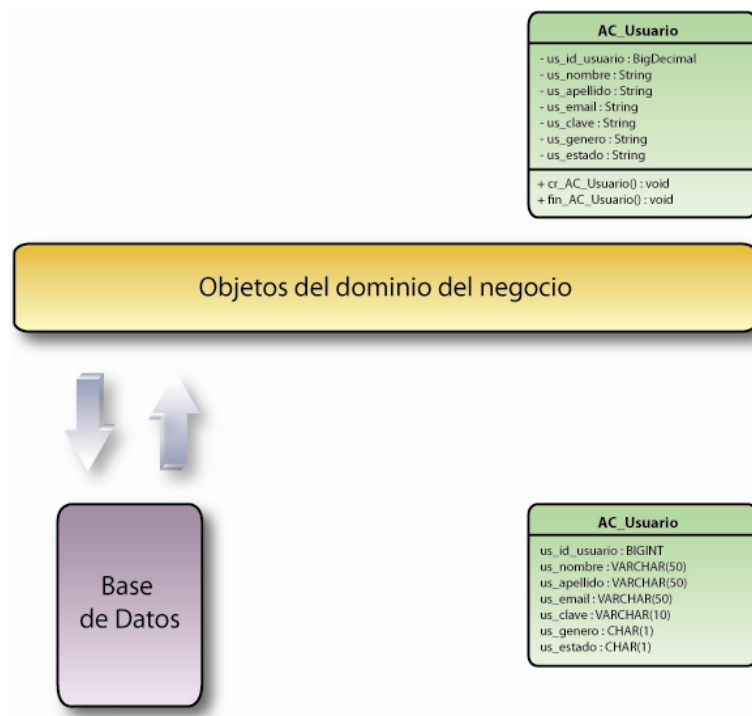 AC_Usuario
- us_id_usuario : BigDecimal
- us_nombre : String
- us_apellido : String
- us_email : String
- us_clave : String
- us_genero : String
- us_estado : String
+ cr_AC_Usuario() : void
+ fin_AC_Usuario() : void
Objetos del dominio del negocio
Base
de Datos
AC_Usuario
us_id_usuario : BIGINT
us_nombre : VARCHAR(50)
us_apellido : VARCHAR(50)
us_email : VARCHAR(50)
us_clave : VARCHAR(10)
us_genero : CHAR(1)
us_estado : CHAR(1)